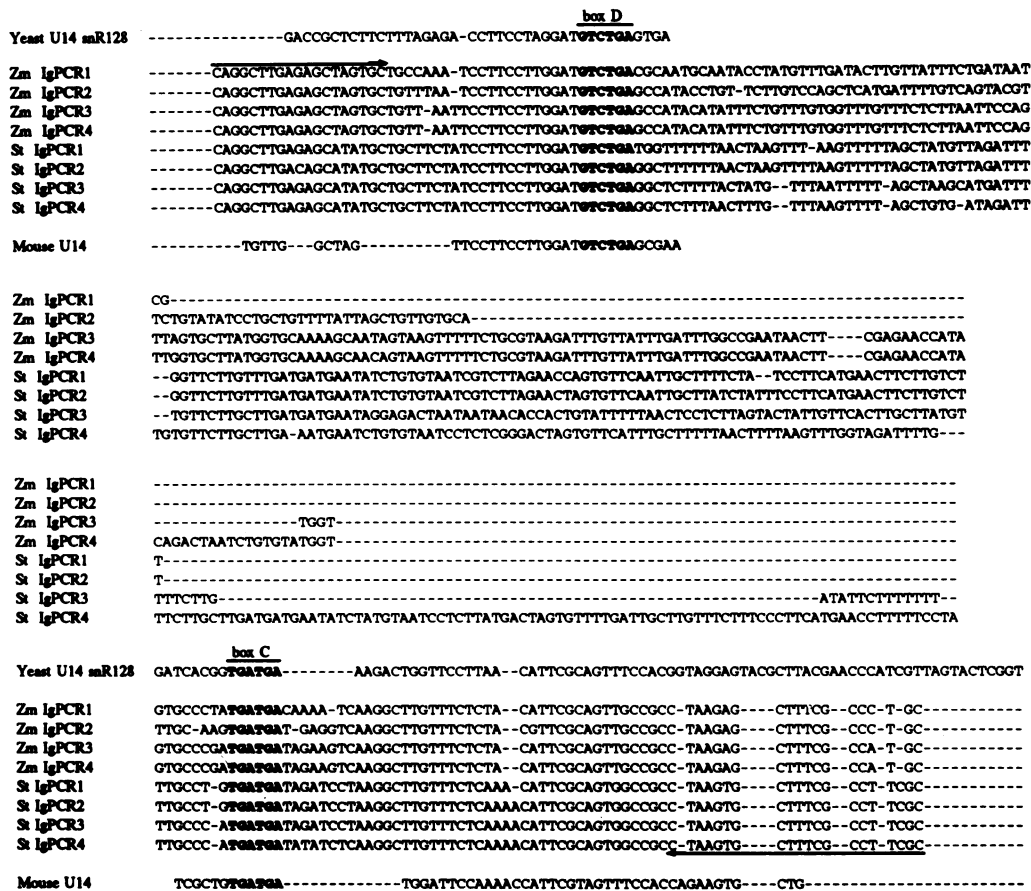 box D
Yeast U14 snR128 ---------------GACCGCTCTTCTTTAGAGA-CCTTCCTAGGATGTCTGAGTGA
Zm IgPCR1 -------CAGGCTTGAGAGCTAGTGCTGCCAAA-TCCTTCCTTGGATGTCTGACGCAATGCAATACCTATGTTTGATACTTGTTATTTCTGATAAT
Zm IgPCR2 -------CAGGCTTGAGAGCTAGTGCTGTTTAA-TCCTTCCTTGGATGTCTGAGCCATACCTGT-TCTTGTCCAGCTCATGATTTTGTCAGTACGT
Zm IgPCR3 -------CAGGCTTGAGAGCTAGTGCTGTT-AATTCCTTCCTTGGATGTCTGAGCCATACATATTTCTGTTTGTGGTTTGTTTCTCTTAATTCCAG
Zm IgPCR4 -------CAGGCTTGAGAGCTAGTGCTGTT-AATTCCTTCCTTGGATGTCTGAGCCATACATATTTCTGTTTGTGGTTTGTTTCTCTTAATTCCAG
St IgPCR1 -------CAGGCTTGAGAGCATATGCTGCTTCTATCCTTCCTTGGATGTCTGATGGTTTTTTAACTAAGTTT-AAGTTTTTAGCTATGTTAGATTT
St IgPCR2 -------CAGGCTTGACAGCATATGCTGCTTCTATCCTTCCTTGGATGTCTGAGGCTTTTTTAACTAAGTTTTAAGTTTTTAGCTATGTTAGATTT
St IgPCR3 -------CAGGCTTGAGAGCATATGCTGCTTCTATCCTTCCTTGGATGTCTGAGGCTCTTTTACTATG--TTTAATTTTT-AGCTAAGCATGATTT
St IgPCR4 -------CAGGCTTGAGAGCATATGCTGCTTCTATCCTTCCTTGGATGTCTGAGGCTCTTTAACTTTG--TTTAAGTTTT-AGCTGTG-ATAGATT
Mouse U14 ----------TGTTG---GCTAG----------TTCCTTCCTTGGATGTCTGAGCGAA
Zm IgPCR1 CG----------------------------------------------------------------------------------------
Zm IgPCR2 TCTGTATATCCTGCTGTTTTATTAGCTGTTGTGCA-------------------------------------------------------
Zm IgPCR3 TTAGTGCTTATGGTGCAAAAGCAATAGTAAGTTTTTCTGCGTAAGATTTGTTATTTGATTTGGCCGAATAACTT----CGAGAACCATA
Zm IgPCR4 TTGGTGCTTATGGTGCAAAAGCAACAGTAAGTTTTTCTGCGTAAGATTTGTTATTTGATTTGGCCGAATAACTT----CGAGAACCATA
St IgPCR1 --GGTTCTTGTTTGATGATGAATATCTGTGTAATCGTCTTAGAACCAGTGTTCAATTGCTTTTCTA--TCCTTCATGAACTTCTTGTCT
St IgPCR2 --GGTTCTTGTTTGATGATGAATATCTGTGTAATCGTCTTAGAACTAGTGTTCAATTGCTTATCTATTTCCTTCATGAACTTCTTGTCT
St IgPCR3 --TGTTCTTGCTTGATGATGAATAGGAGACTAATAATAACACCACTGTATTTTTAACTCCTCTTAGTACTATTGTTCACTTGCTTATGT
St IgPCR4 TGTGTTCTTGCTTGA-AATGAATCTGTGTAATCCTCTCGGGACTAGTGTTCATTTGCTTTTTAACTTTTAAGTTTGGTAGATTTTG---
Zm IgPCR1 ----------------------------------------------------------------------------------------
Zm IgPCR2 ----------------------------------------------------------------------------------------
Zm IgPCR3 ----------------TGGT--------------------------------------------------------------------
Zm IgPCR4 CAGACTAATCTGTGTATGGT--------------------------------------------------------------------
St IgPCR1 T---------------------------------------------------------------------------------------
St IgPCR2 T---------------------------------------------------------------------------------------
St IgPCR3 TTTCTTG------------------------------------------------------------------ATATTCTTTTTTT--
St IgPCR4 TTCTTGCTTGATGATGAATATCTATGTAATCCTCTTATGACTAGTGTTTTGATTGCTTGTTTCTTTCCCTTCATGAACCTTTTTCCTA
box C
Yeast U14 snR128 GATCACGGTGATGA--------AAGACTGGTTCCTTAA--CATTCGCAGTTTCCACGGTAGGAGTACGCTTACGAACCCATCGTTAGTACTCGGT
Zm IgPCR1 GTGCCCTATGATGACAAAA-TCAAGGCTTGTTTCTCTA--CATTCGCAGTTGCCGCC-TAAGAG----CTTTCG--CCC-T-GC-----------
Zm IgPCR2 TTGC-AAGTGATGAT-GAGGTCAAGGCTTGTTTCTCTA--CGTTCGCAGTTGCCGCC-TAAGAG----CTTTCG--CCC-T-GC-----------
Zm IgPCR3 GTGCCCGATGATGATAGAAGTCAAGGCTTGTTTCTCTA--CATTCGCAGTTGCCGCC-TAAGAG----CTTTCG--CCA-T-GC-----------
Zm IgPCR4 GTGCCCGATGATGATAGAAGTCAAGGCTTGTTTCTCTA--CATTCGCAGTTGCCGCC-TAAGAG----CTTTCG--CCA-T-GC-----------
St IgPCR1 TTGCCT-GTGATGATAGATCCTAAGGCTTGTTTCTCAAA-CATTCGCAGTGGCCGCC-TAAGTG----CTTTCG--CCT-TCGC-----------
St IgPCR2 TTGCCT-GTGATGATAGATCCTAAGGCTTGTTTCTCAAAACATTCGCAGTGGCCGCC-TAAGTG----CTTTCG--CCT-TCGC-----------
St IgPCR3 TTGCCC-ATGATGATAGATCCTAAGGCTTGTTTCTCAAAACATTCGCAGTGGCCGCC-TAAGTG----CTTTCG--CCT-TCGC-----------
St IgPCR4 TTGCCC-ATGATGATATATCTCAAGGCTTGTTTCTCAAAACATTCGCAGTGGCCGCC-TAAGTG----CTTTCG--CCT-TCGC-----------
Mouse U14 TCGCTGTGATGA-------------TGGATTCCAAAACCATTCGTAGTTTCCACCAGAAGTG----CTG---------------------